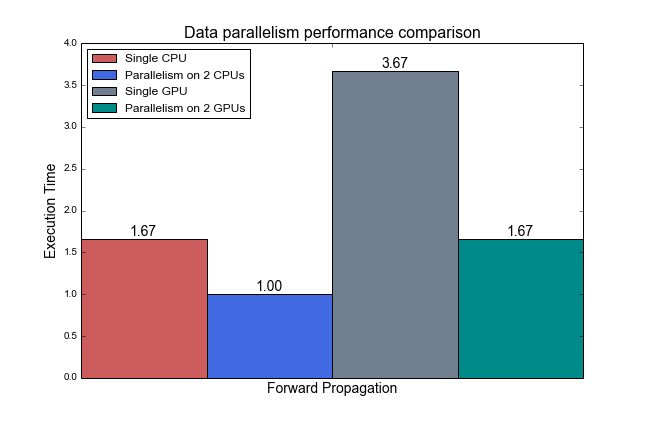 Data parallelism performance comparison
4.0
3.5
3.0
2.5
2.0
1.5
1.0
0.5
0.0
Execution Time
Single CPU
Parallelism on 2 CPUs
Single GPU
Parallelism on 2 GPUs
1.67
1.00
3.67
1.67
Forward Propagation